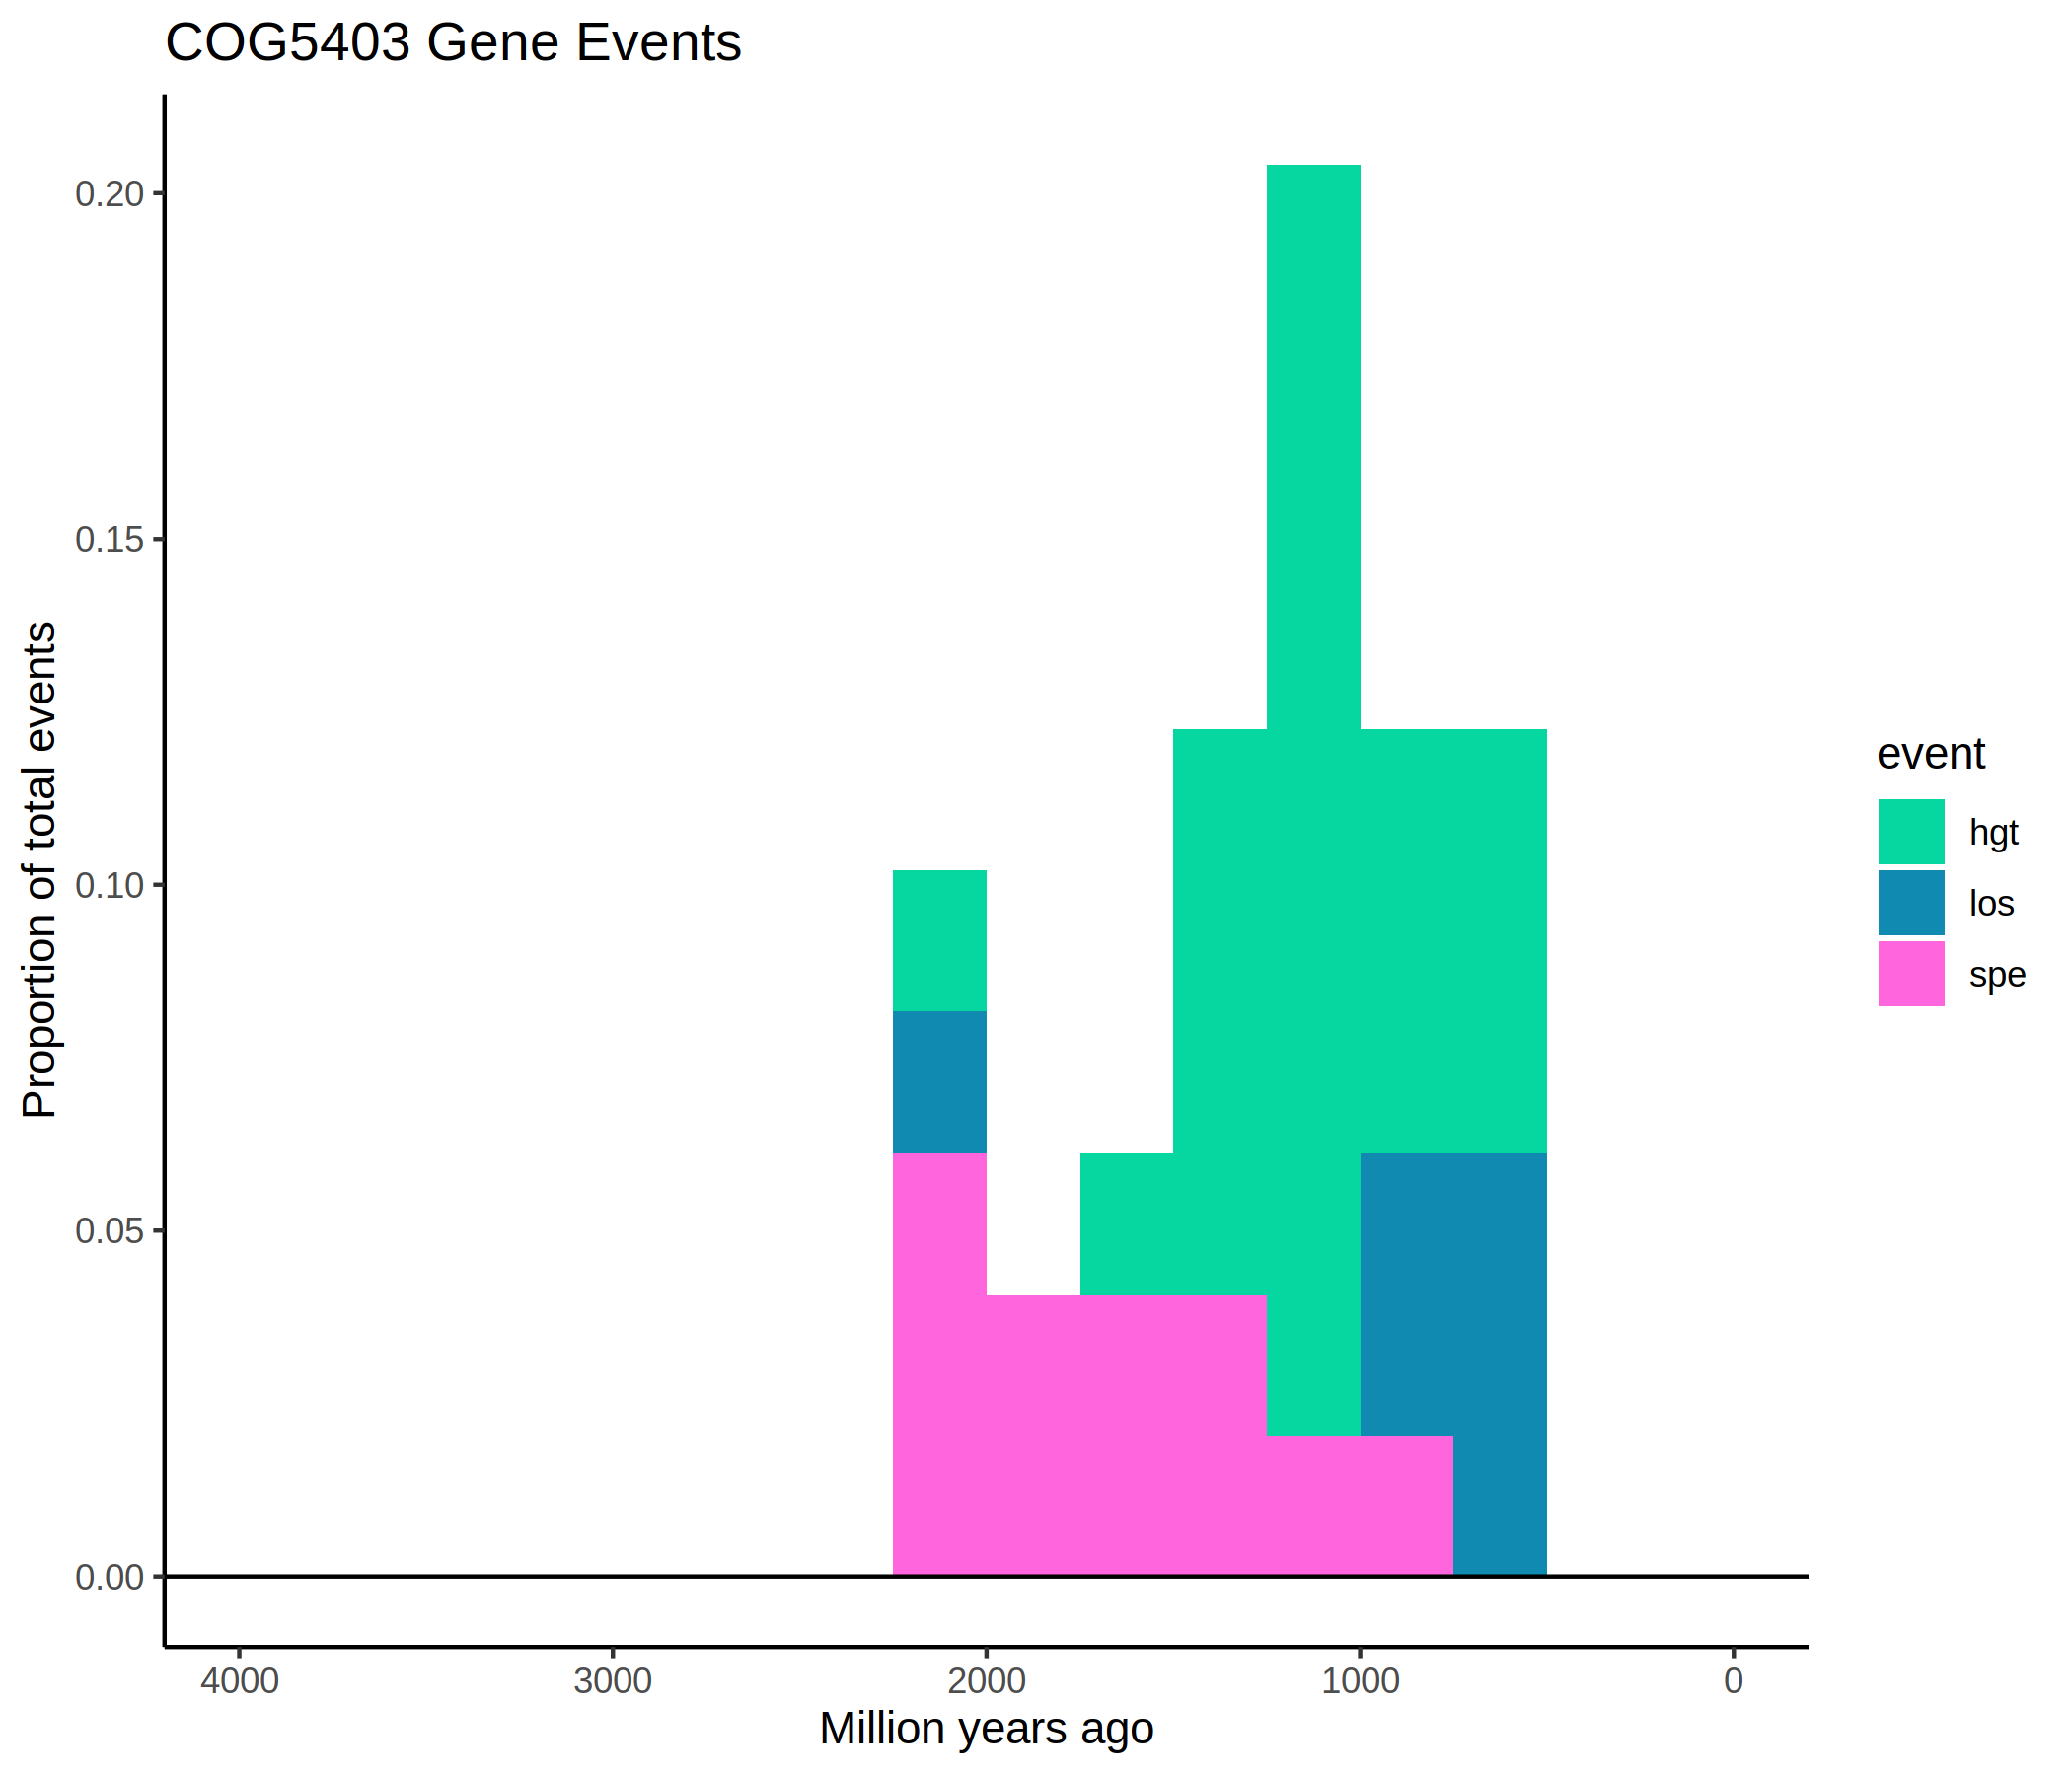 COG5403 Gene Events
Proportion of total events
0.20
0.15
0.10
0.05
0.00
4000 3000 2000 1000 0
Million years ago
event
hgt
los
spe